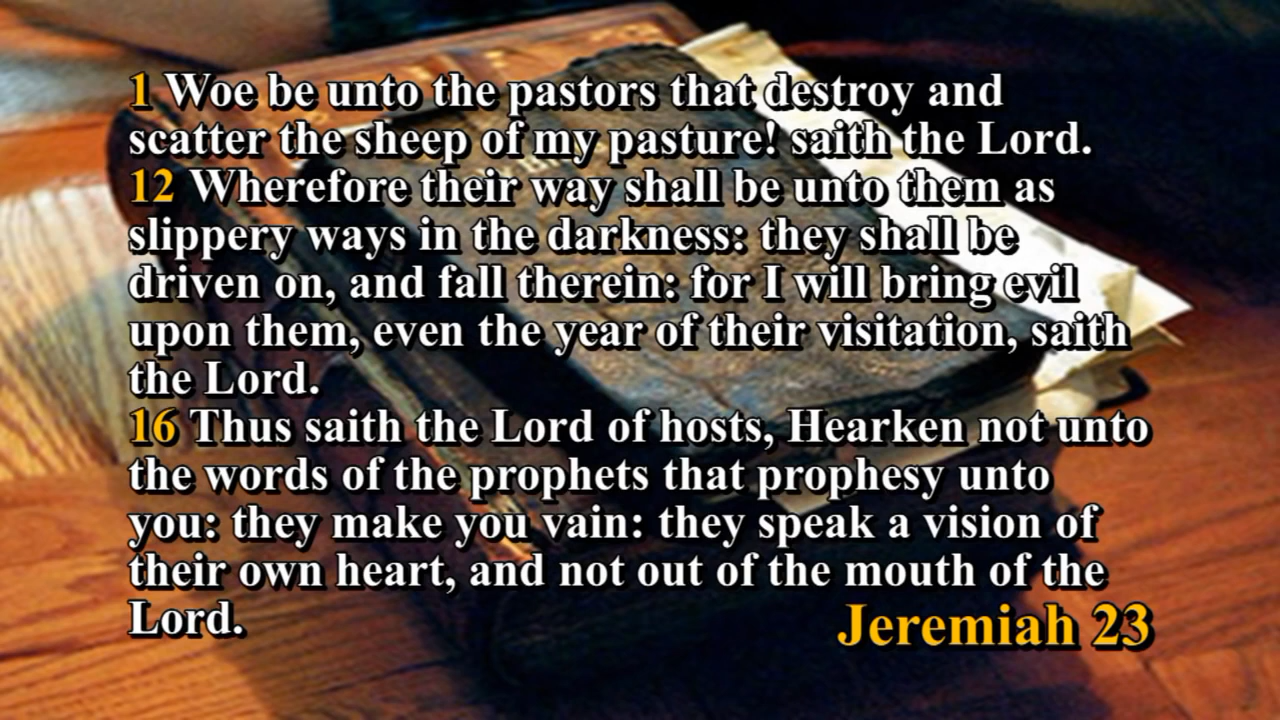 1 Woe be unto the pastors that destroy and
scatter the sheep of my pasture! saith the Lord.
12 Wherefore their way shall be unto them as
slippery ways in the darkness: they shall be
driven on, and fall therein: for I will bring evil
upon them, even the year of their visitation, saith
the Lord.
16 Thus saith the Lord of hosts, Hearken not unto
the words of the prophets that prophesy unto
you: they make you vain: they speak a vision of
their own heart, and not out of the mouth of the
Lord.
Jeremiah 23